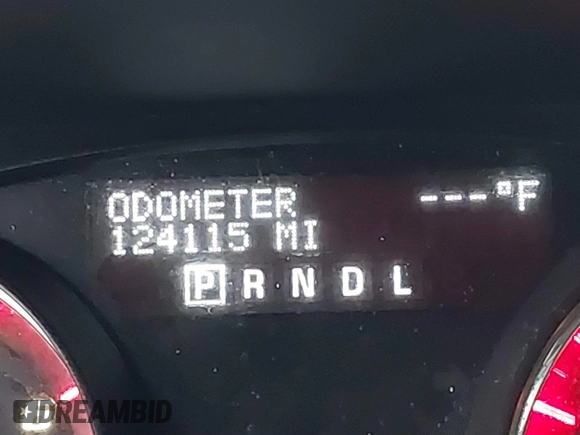 ODOMETER ---°F
124115 MI
P R N D L
DREAMBID